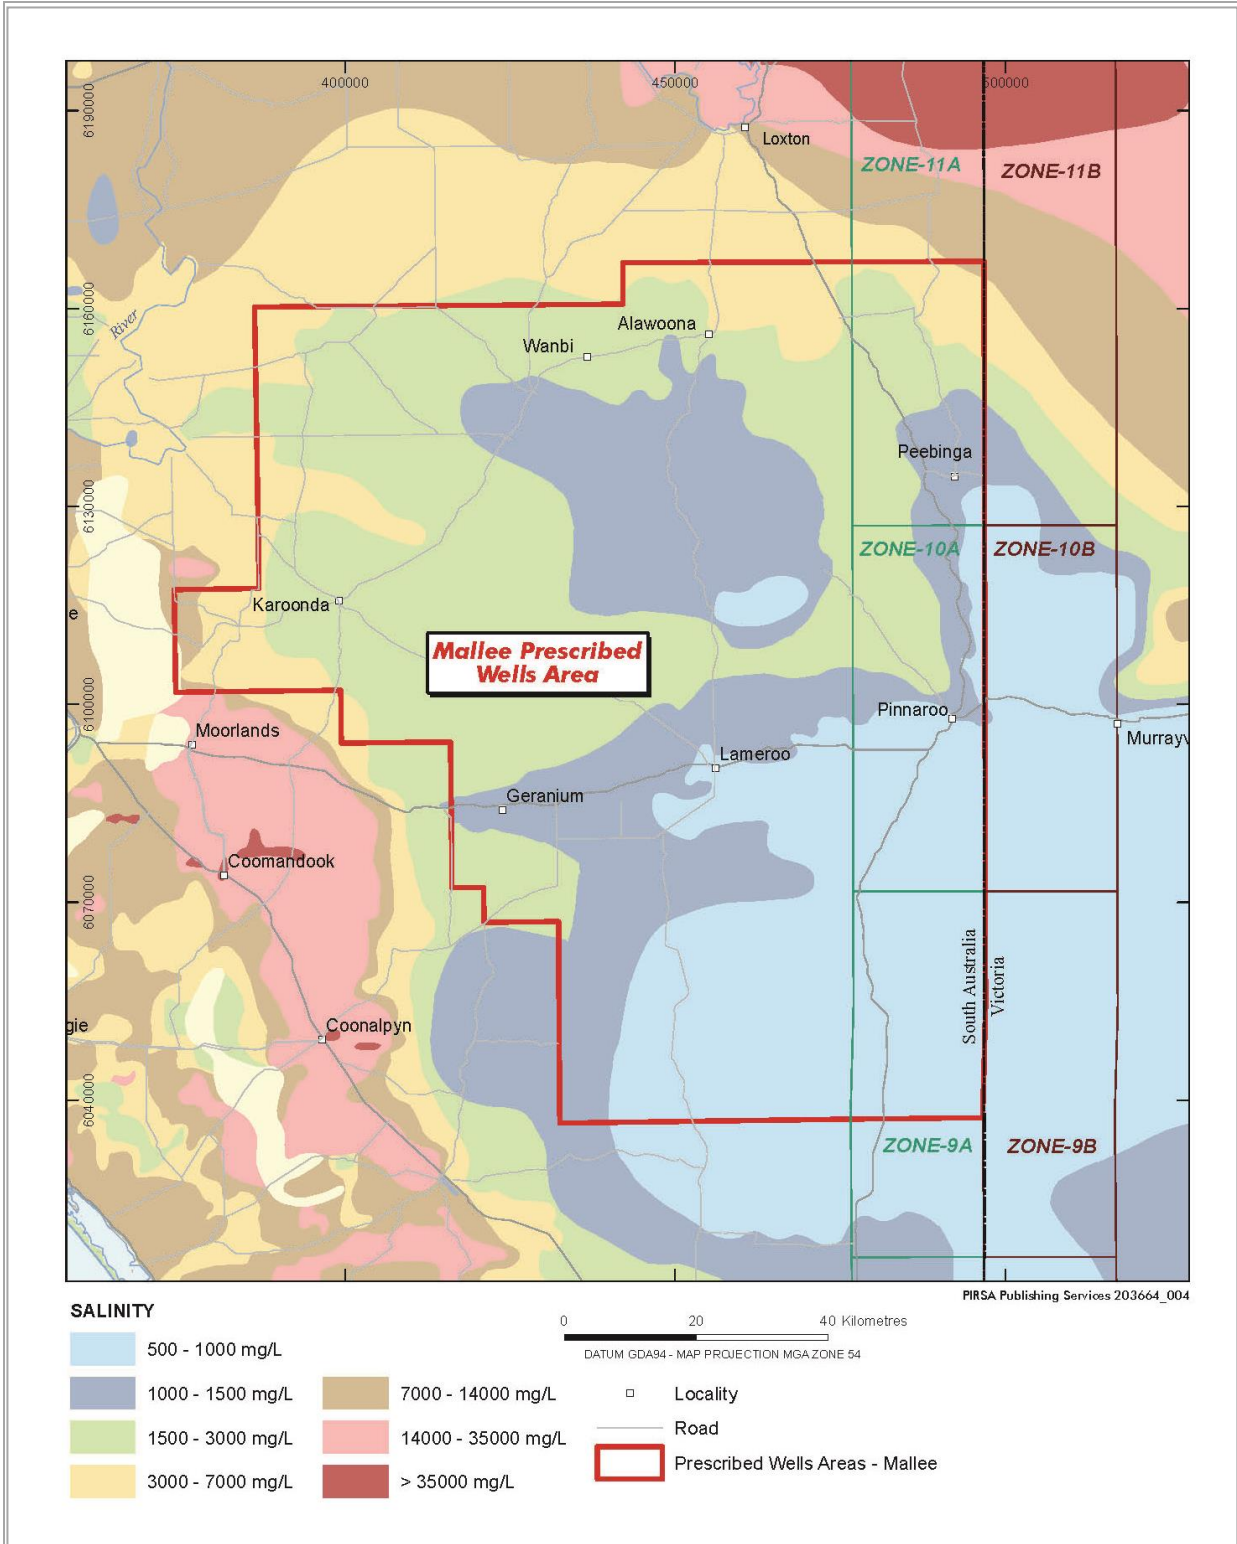 400000
450000
500000
6190000
6160000
6130000
6100000
6070000
6040000
Loxton
ZONE-11A
ZONE-11B
River
Alawoona
Wanbi
Peebinga
ZONE-10A
ZONE-10B
Karoonda
e
Mallee Prescribed
Wells Area
Pinnaroo
Moorlands
Murrayv
Lameroo
Geranium
Coomandook
South Australia
Victoria
Coonalpyn
gie
ZONE-9A
ZONE-9B
PIRSA Publishing Services 203664_004
SALINITY
500 - 1000 mg/L
1000 - 1500 mg/L
1500 - 3000 mg/L
3000 - 7000 mg/L
7000 - 14000 mg/L
14000 - 35000 mg/L
> 35000 mg/L
0 20 40 Kilometres
DATUM GDA94 - MAP PROJECTION MGA ZONE 54
Locality
Road
Prescribed Wells Areas - Mallee